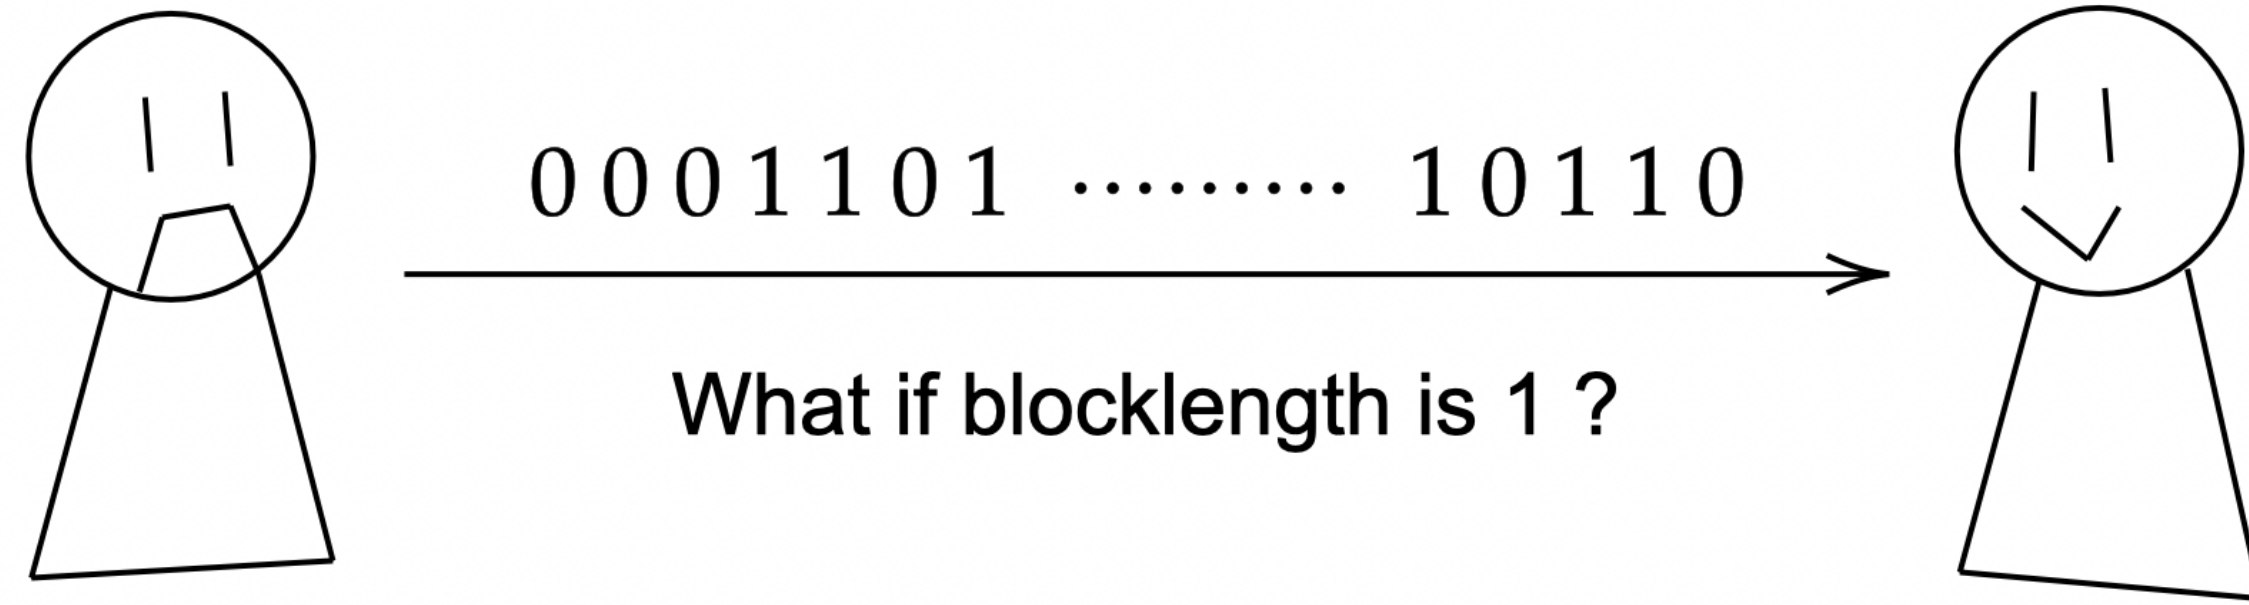 0 0 0 1 1 0 1 ········· 1 0 1 1 0
What if blocklength is 1 ?